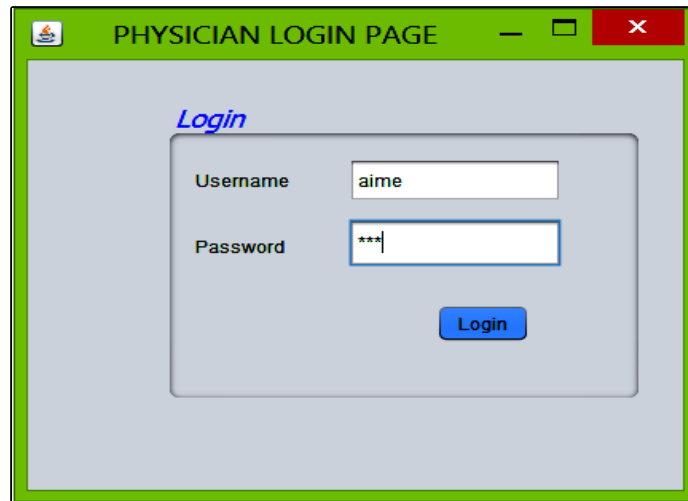 PHYSICIAN LOGIN PAGE
Login
Username aime
Password ***
Login